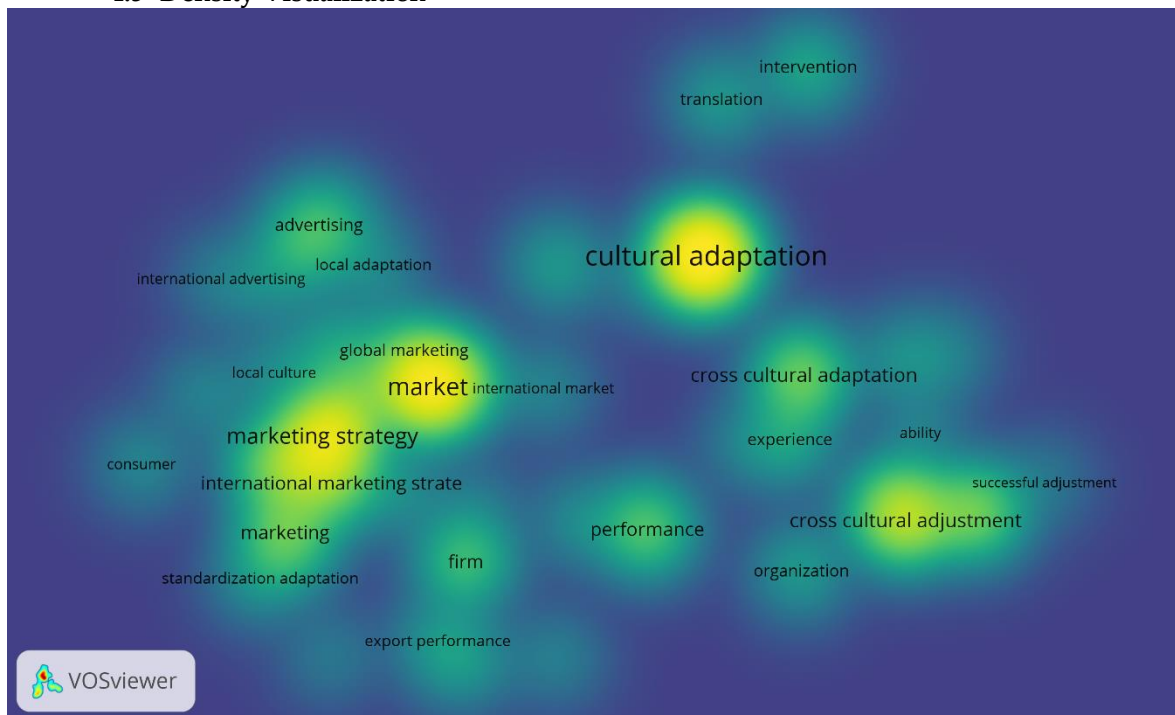 intervention
translation
advertising
cultural adaptation
local adaptation
international advertising
global marketing
local culture
cross cultural adaptation
market
international market
marketing strategy
experience
ability
consumer
international marketing strate
successful adjustment
cross cultural adjustment
performance
marketing
firm
organization
standardization adaptation
export performance
VOSviewer